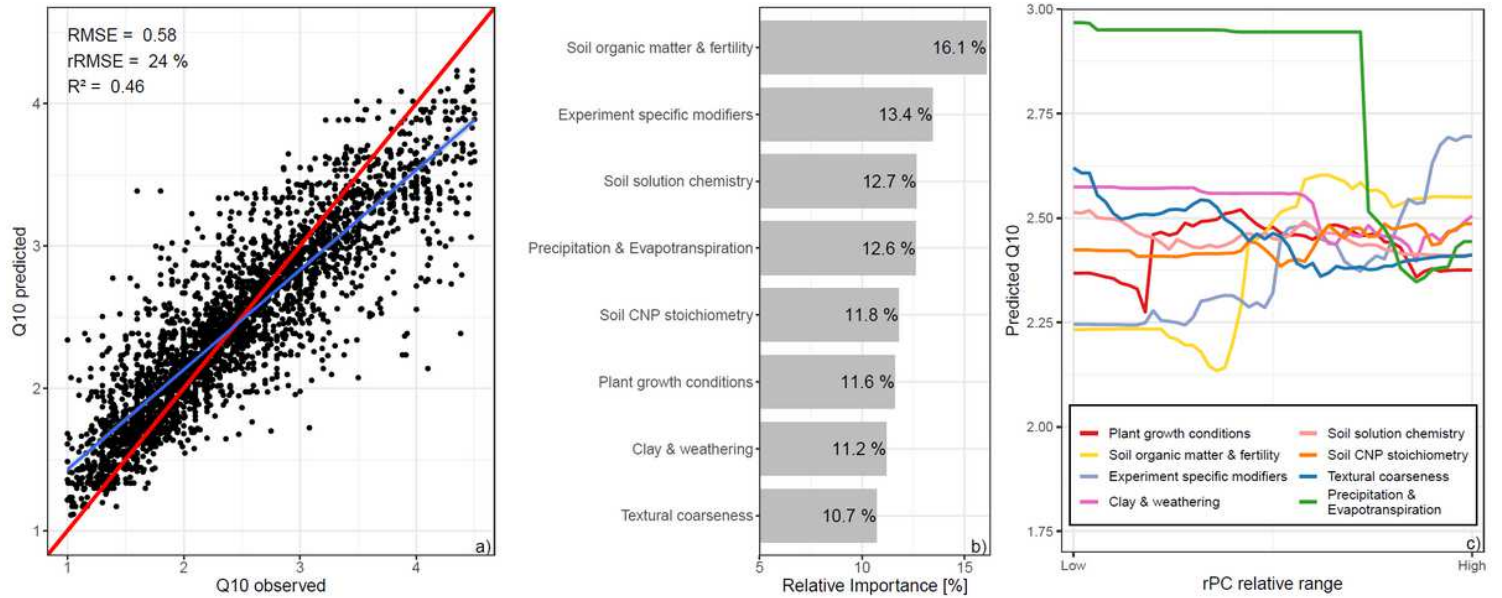 RMSE = 0.58
rRMSE = 24 %
R² = 0.46
4
3
2
1
Q10 predicted
1
2
3
4
Q10 observed
a)
Soil organic matter & fertility
16.1 %
Experiment specific modifiers
13.4 %
Soil solution chemistry
12.7 %
Precipitation & Evapotranspiration
12.6 %
Soil CNP stoichiometry
11.8 %
Plant growth conditions
11.6 %
Clay & weathering
11.2 %
Textural coarseness
10.7 %
5
10
15
Relative Importance [%]
b)
3.00
2.75
2.50
2.25
2.00
1.75
Predicted Q10
Plant growth conditions
Soil organic matter & fertility
Experiment specific modifiers
Clay & weathering
Soil solution chemistry
Soil CNP stoichiometry
Textural coarseness
Precipitation &
Evapotranspiration
c)
Low
High
rPC relative range